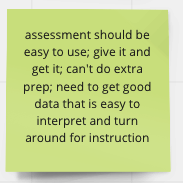 assessment should be
easy to use; give it and
get it; can't do extra
prep; need to get good
data that is easy to
interpret and turn
around for instruction